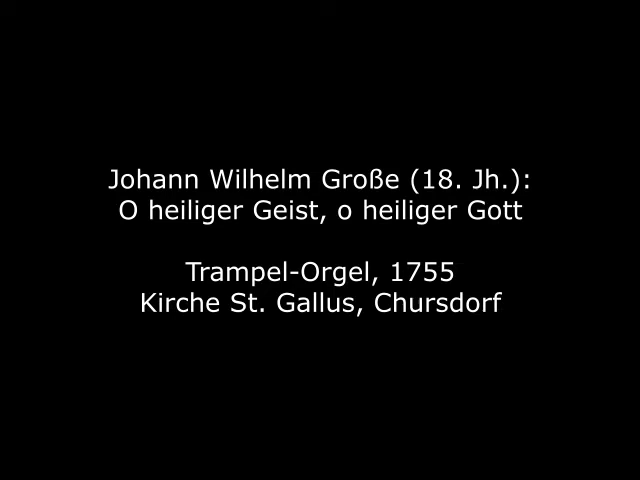 Johann Wilhelm Große (18. Jh.):
O heiliger Geist, o heiliger Gott
Trampel-Orgel, 1755
Kirche St. Gallus, Chursdorf